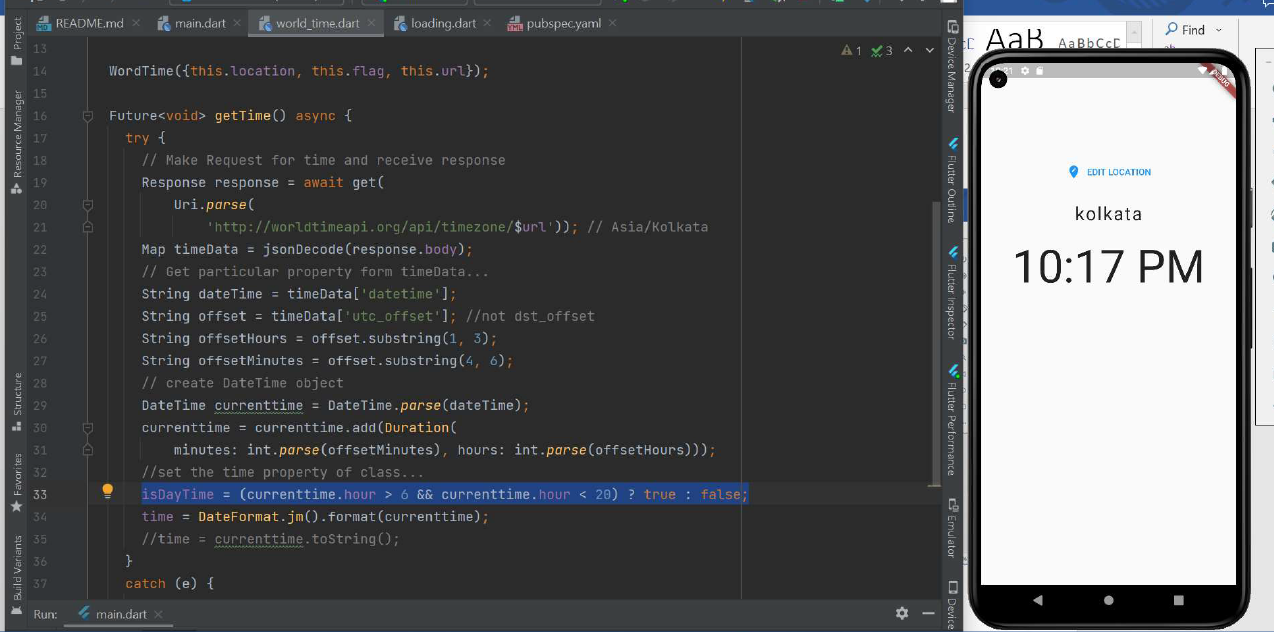 README.md
main.dart
world_time.dart
loading.dart
pubspec.yaml
Project
Resource Manager
Structure
Favorites
Build Variants
1 3
13
14 WordTime({this.location, this.flag, this.url});
15
16 Future<void> getTime() async {
17 try {
18 // Make Request for time and receive response
19 Response response = await get(
20 Uri.parse(
21 'http://worldtimeapi.org/api/timezone/$url')); // Asia/Kolkata
22 Map timeData = jsonDecode(response.body);
23 // Get particular property form timeData...
24 String dateTime = timeData['datetime'];
25 String offset = timeData['utc_offset']; //not dst_offset
26 String offsetHours = offset.substring(1, 3);
27 String offsetMinutes = offset.substring(4, 6);
28 // create DateTime object
29 DateTime currenttime = DateTime.parse(dateTime);
30 currenttime = currenttime.add(Duration(
31 minutes: int.parse(offsetMinutes), hours: int.parse(offsetHours)));
32 //set the time property of class...
33 isDayTime = (currenttime.hour > 6 && currenttime.hour < 20) ? true : false;
34 time = DateFormat.jm().format(currenttime);
35 //time = currenttime.toString();
36 }
37 catch (e) {
Run: main.dart
Device Manager
Flutter Outline
Flutter Inspector
Flutter Performance
Emulator
Device
AaB
AaBbCcD
Find
EDIT LOCATION
kolkata
10:17 PM